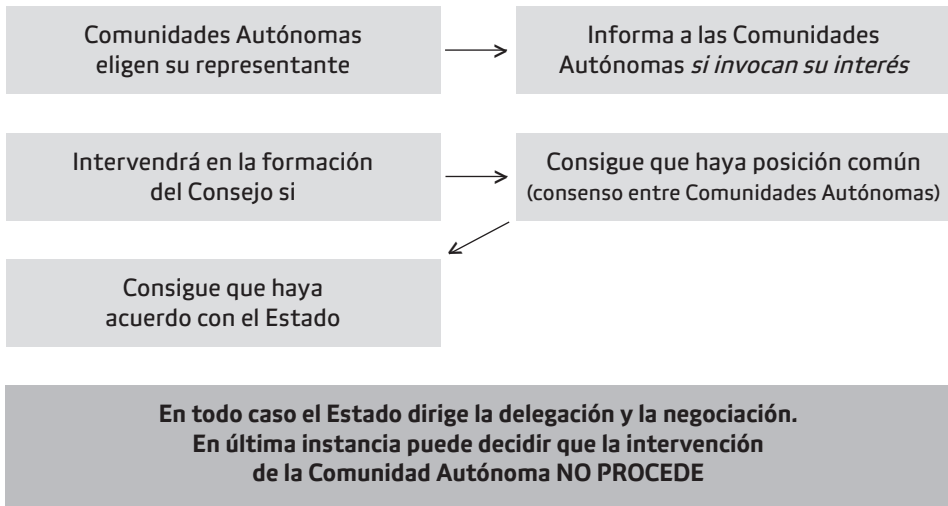 Comunidades Autónomas
eligen su representante
Informa a las Comunidades
Autónomas si invocan su interés
Intervendrá en la formación
del Consejo si
Consigue que haya posición común
(consenso entre Comunidades Autónomas)
Consigue que haya
acuerdo con el Estado
En todo caso el Estado dirige la delegación y la negociación.
En última instancia puede decidir que la intervención
de la Comunidad Autónoma NO PROCEDE